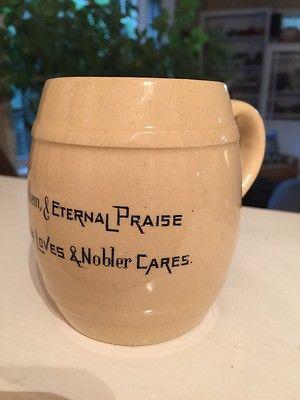 & ETERNAL PRAISE
LOVES & Nobler CARES.